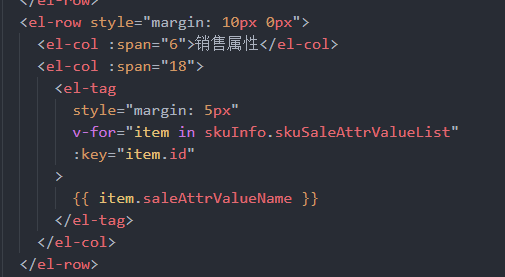 </el-row>
<el-row style="margin: 10px 0px">
<el-col :span="6">销售属性</el-col>
<el-col :span="18">
<el-tag
style="margin: 5px"
v-for="item in skuInfo.skuSaleAttrValueList"
:key="item.id"
>
{{ item.saleAttrValueName }}
</el-tag>
</el-col>
</el-row>